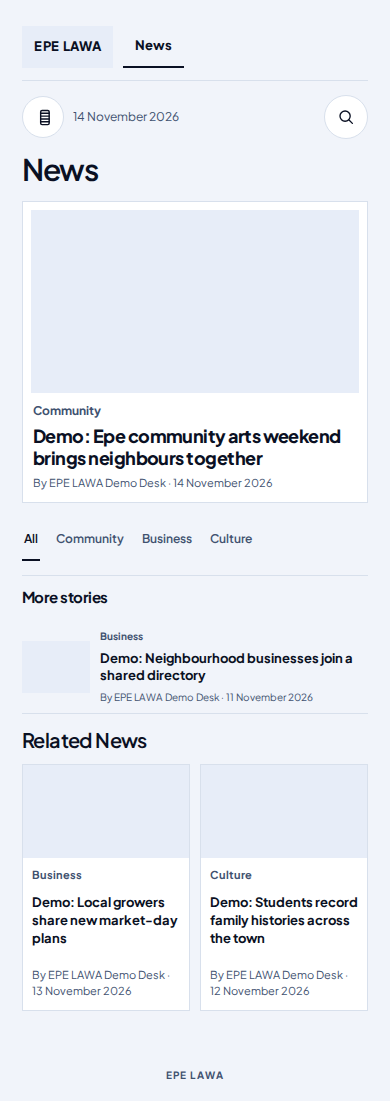 EPE LAWA
News
14 November 2026
News
Community
Demo: Epe community arts weekend
brings neighbours together
By EPE LAWA Demo Desk · 14 November 2026
All
Community
Business
Culture
More stories
Business
Demo: Neighbourhood businesses join a
shared directory
By EPE LAWA Demo Desk · 11 November 2026
Related News
Business
Demo: Local growers
share new market-day
plans
By EPE LAWA Demo Desk ·
13 November 2026
Culture
Demo: Students record
family histories across
the town
By EPE LAWA Demo Desk ·
12 November 2026
EPE LAWA